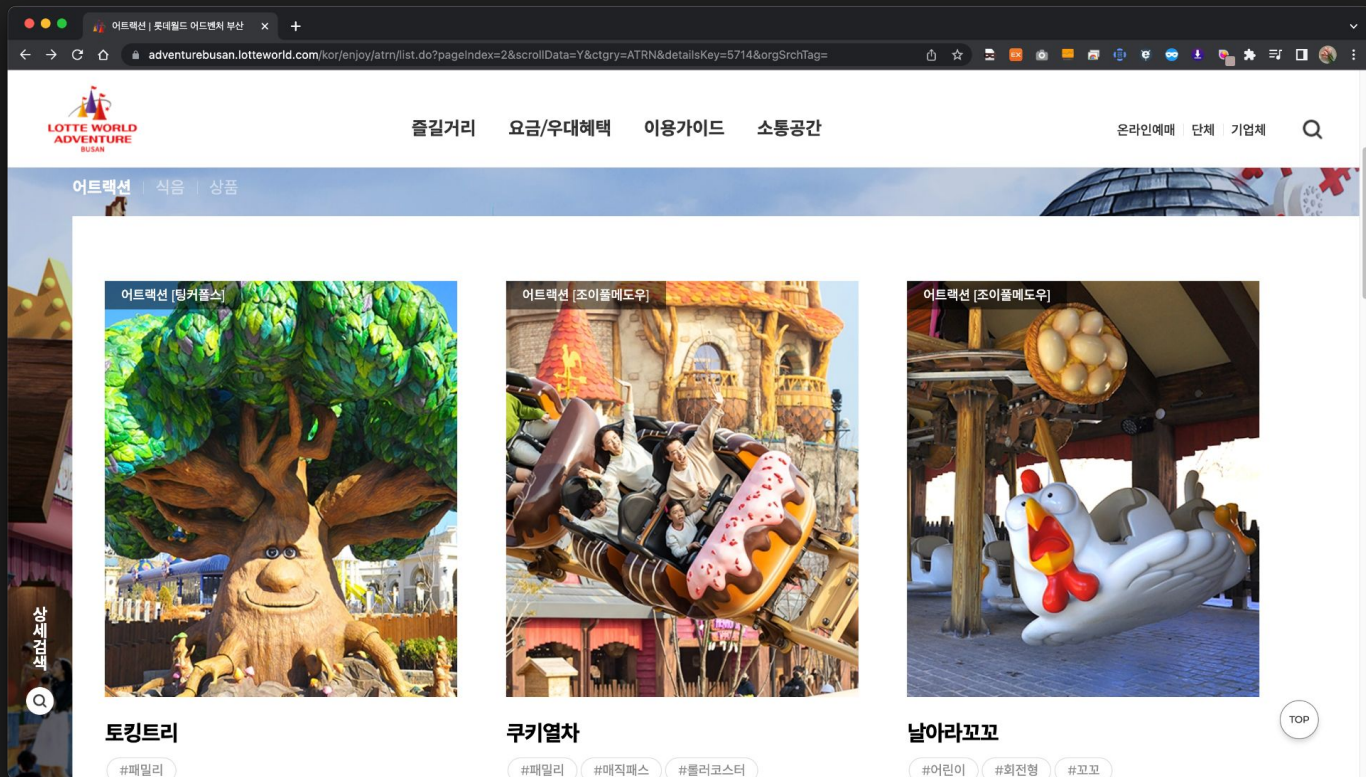 어트랙션 | 롯데월드 어드벤처 부산
adventurebusan.lotteworld.com/kor/enjoy/atrn/list.do?pageIndex=2&scrollData=Y&ctgry=ATRN&detailsKey=5714&orgSrchTag=
LOTTE WORLD
ADVENTURE
BUSAN
즐길거리 요금/우대혜택 이용가이드 소통공간
온라인예매 단체 기업체
어트랙션 식음 상품
어트랙션 [팅커폴스]
어트랙션 [조이풀메도우]
어트랙션 [조이풀메도우]
상세검색
토킹트리
#패밀리
쿠키열차
#패밀리 #매직패스 #롤러코스터
날아라꼬꼬
#어린이 #회전형 #꼬꼬
TOP